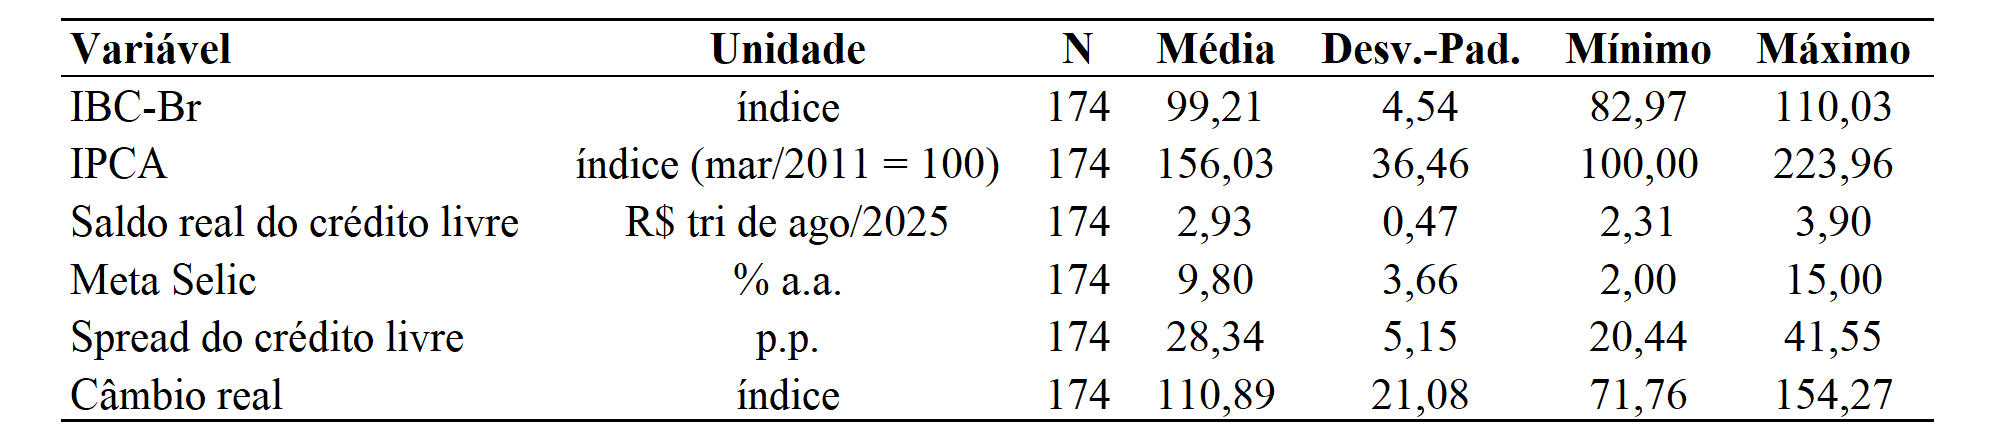 Variável Unidade N Média Desv.-Pad. Mínimo Máximo
IBC-Br índice 174 99,21 4,54 82,97 110,03
IPCA índice (mar/2011 = 100) 174 156,03 36,46 100,00 223,96
Saldo real do crédito livre R$ tri de ago/2025 174 2,93 0,47 2,31 3,90
Meta Selic % a.a. 174 9,80 3,66 2,00 15,00
Spread do crédito livre p.p. 174 28,34 5,15 20,44 41,55
Câmbio real índice 174 110,89 21,08 71,76 154,27